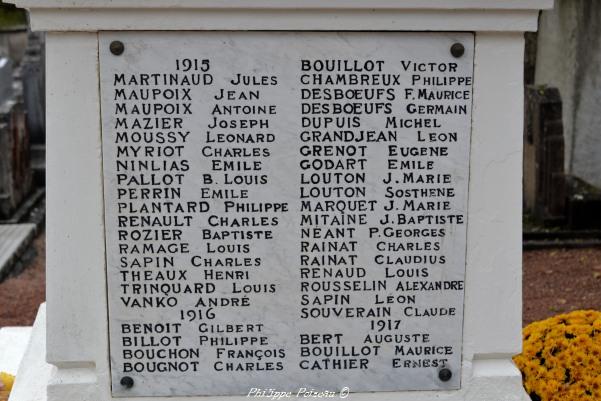 1915
MARTINAUD JULES
MAUPOIX JEAN
MAUPOIX ANTOINE
MAZIER JOSEPH
MOUSSY LEONARD
MYRIOT CHARLES
NINLIAS EMILE
PALLOT B. LOUIS
PERRIN EMILE
PLANTARD PHILIPPE
RENAULT CHARLES
ROZIER BAPTISTE
RAMAGE LOUIS
SAPIN CHARLES
THEAUX HENRI
TRINQUARD LOUIS
VANKO ANDRÉ
1916
BENOIT GILBERT
BILLOT PHILIPPE
BOUCHON FRANÇOIS
BOUGNOT CHARLES
BOUILLOT VICTOR
CHAMBREUX PHILIPPE
DESBŒUFS F. MAURICE
DESBŒUFS GERMAIN
DUPUIS MICHEL
GRANDJEAN LEON
GRENOT EUGENE
GODART EMILE
LOUTON J. MARIE
LOUTON SOSTHENE
MARQUET J. MARIE
MITAINE J. BAPTISTE
NEANT P. GEORGES
RAINAT CHARLES
RAINAT CLAUDIUS
RENAUD LOUIS
ROUSSELIN ALEXANDRE
SAPIN LÉON
SOUVERAIN CLAUDE
1917
BERT AUGUSTE
BOUILLOT MAURICE
CATHIER ERNEST
Philippe Poiseau ©